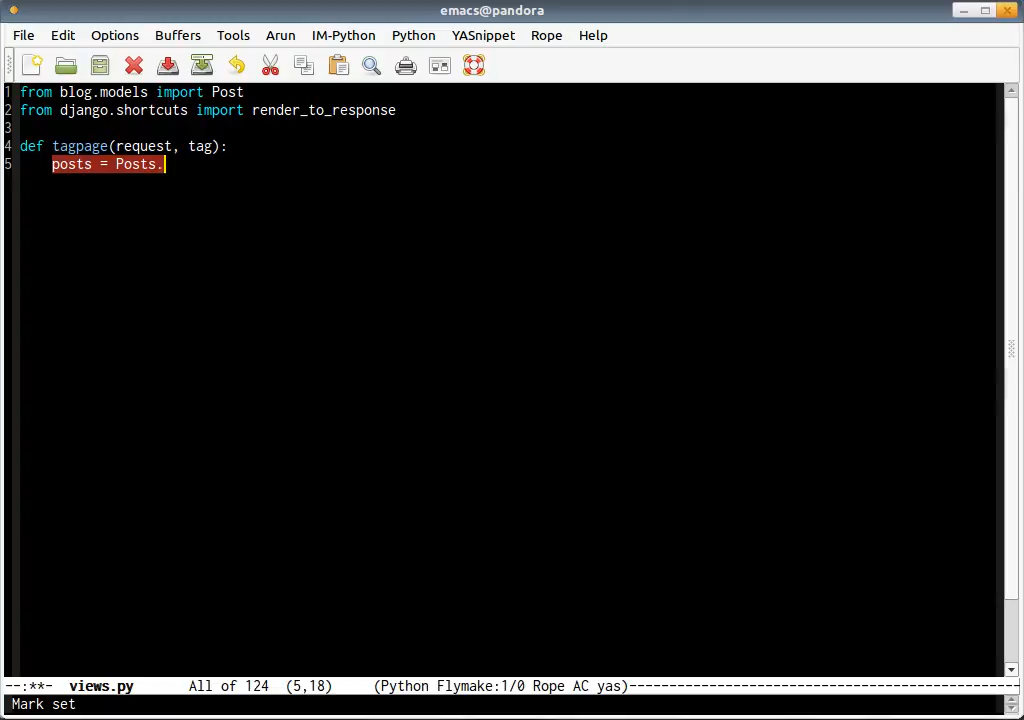 emacs@pandora
File Edit Options Buffers Tools Arun IM-Python Python YASnippet Rope Help
1 from blog.models import Post
2 from django.shortcuts import render_to_response
3
4 def tagpage(request, tag):
5     posts = Posts.
--:**-  views.py       All of 124  (5,18)     (Python Flymake:1/0 Rope AC yas)------------------------------------------------
Mark set